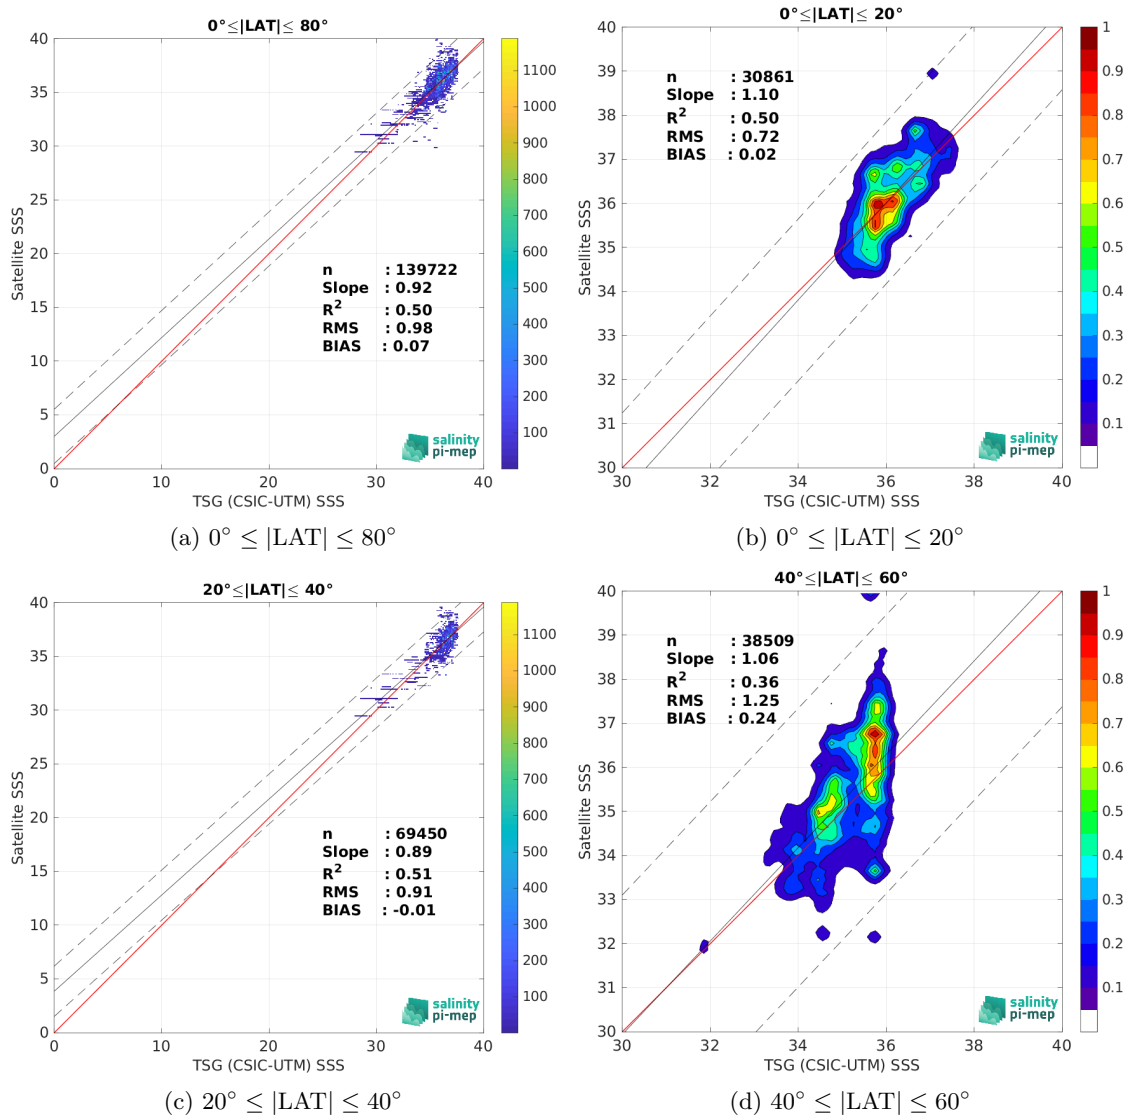 0°≤|LAT|≤ 80°
40
35
30
25
20
15
10
5
0
Satellite SSS
n : 139722
Slope : 0.92
R² : 0.50
RMS : 0.98
BIAS : 0.07
salinity
pi-mep
0 10 20 30 40
TSG (CSIC-UTM) SSS
1100
1000
900
800
700
600
500
400
300
200
100
(a) 0° ≤ |LAT| ≤ 80°
0°≤|LAT|≤ 20°
40
39
38
37
36
35
34
33
32
31
30
Satellite SSS
n : 30861
Slope : 1.10
R² : 0.50
RMS : 0.72
BIAS : 0.02
salinity
pi-mep
30 32 34 36 38 40
TSG (CSIC-UTM) SSS
1
0.9
0.8
0.7
0.6
0.5
0.4
0.3
0.2
0.1
(b) 0° ≤ |LAT| ≤ 20°
20°≤|LAT|≤ 40°
40
35
30
25
20
15
10
5
0
Satellite SSS
n : 69450
Slope : 0.89
R² : 0.51
RMS : 0.91
BIAS : -0.01
salinity
pi-mep
0 10 20 30 40
TSG (CSIC-UTM) SSS
1100
1000
900
800
700
600
500
400
300
200
100
(c) 20° ≤ |LAT| ≤ 40°
40°≤|LAT|≤ 60°
40
39
38
37
36
35
34
33
32
31
30
Satellite SSS
n : 38509
Slope : 1.06
R² : 0.36
RMS : 1.25
BIAS : 0.24
salinity
pi-mep
30 32 34 36 38 40
TSG (CSIC-UTM) SSS
1
0.9
0.8
0.7
0.6
0.5
0.4
0.3
0.2
0.1
(d) 40° ≤ |LAT| ≤ 60°